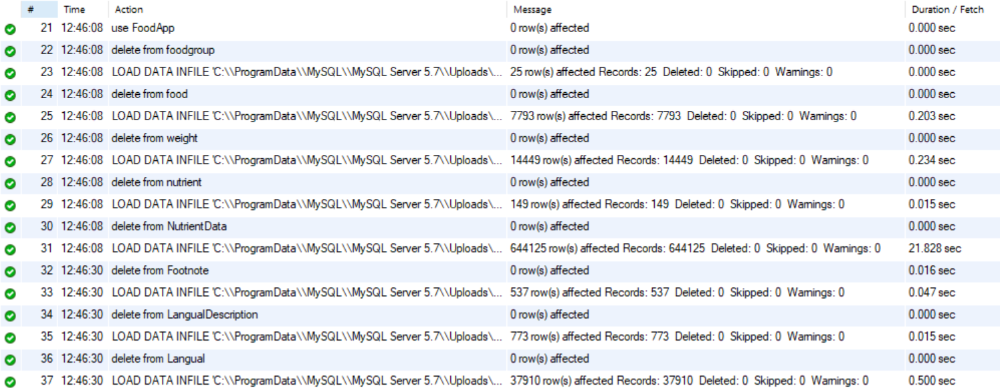 # Time Action Message Duration / Fetch
21 12:46:08 use FoodApp 0 row(s) affected 0.000 sec
22 12:46:08 delete from foodgroup 0 row(s) affected 0.000 sec
23 12:46:08 LOAD DATA INFILE 'C:\\ProgramData\\MySQL\\MySQL Server 5.7\\Uploads\... 25 row(s) affected Records: 25 Deleted: 0 Skipped: 0 Warnings: 0 0.000 sec
24 12:46:08 delete from food 0 row(s) affected 0.000 sec
25 12:46:08 LOAD DATA INFILE 'C:\\ProgramData\\MySQL\\MySQL Server 5.7\\Uploads\... 7793 row(s) affected Records: 7793 Deleted: 0 Skipped: 0 Warnings: 0 0.203 sec
26 12:46:08 delete from weight 0 row(s) affected 0.000 sec
27 12:46:08 LOAD DATA INFILE 'C:\\ProgramData\\MySQL\\MySQL Server 5.7\\Uploads\... 14449 row(s) affected Records: 14449 Deleted: 0 Skipped: 0 Warnings: 0 0.234 sec
28 12:46:08 delete from nutrient 0 row(s) affected 0.000 sec
29 12:46:08 LOAD DATA INFILE 'C:\\ProgramData\\MySQL\\MySQL Server 5.7\\Uploads\... 149 row(s) affected Records: 149 Deleted: 0 Skipped: 0 Warnings: 0 0.015 sec
30 12:46:08 delete from NutrientData 0 row(s) affected 0.000 sec
31 12:46:08 LOAD DATA INFILE 'C:\\ProgramData\\MySQL\\MySQL Server 5.7\\Uploads\... 644125 row(s) affected Records: 644125 Deleted: 0 Skipped: 0 Warnings: 0 21.828 sec
32 12:46:30 delete from Footnote 0 row(s) affected 0.016 sec
33 12:46:30 LOAD DATA INFILE 'C:\\ProgramData\\MySQL\\MySQL Server 5.7\\Uploads\... 537 row(s) affected Records: 537 Deleted: 0 Skipped: 0 Warnings: 0 0.047 sec
34 12:46:30 delete from LangualDescription 0 row(s) affected 0.000 sec
35 12:46:30 LOAD DATA INFILE 'C:\\ProgramData\\MySQL\\MySQL Server 5.7\\Uploads\... 773 row(s) affected Records: 773 Deleted: 0 Skipped: 0 Warnings: 0 0.015 sec
36 12:46:30 delete from Langual 0 row(s) affected 0.000 sec
37 12:46:30 LOAD DATA INFILE 'C:\\ProgramData\\MySQL\\MySQL Server 5.7\\Uploads\... 37910 row(s) affected Records: 37910 Deleted: 0 Skipped: 0 Warnings: 0 0.500 sec